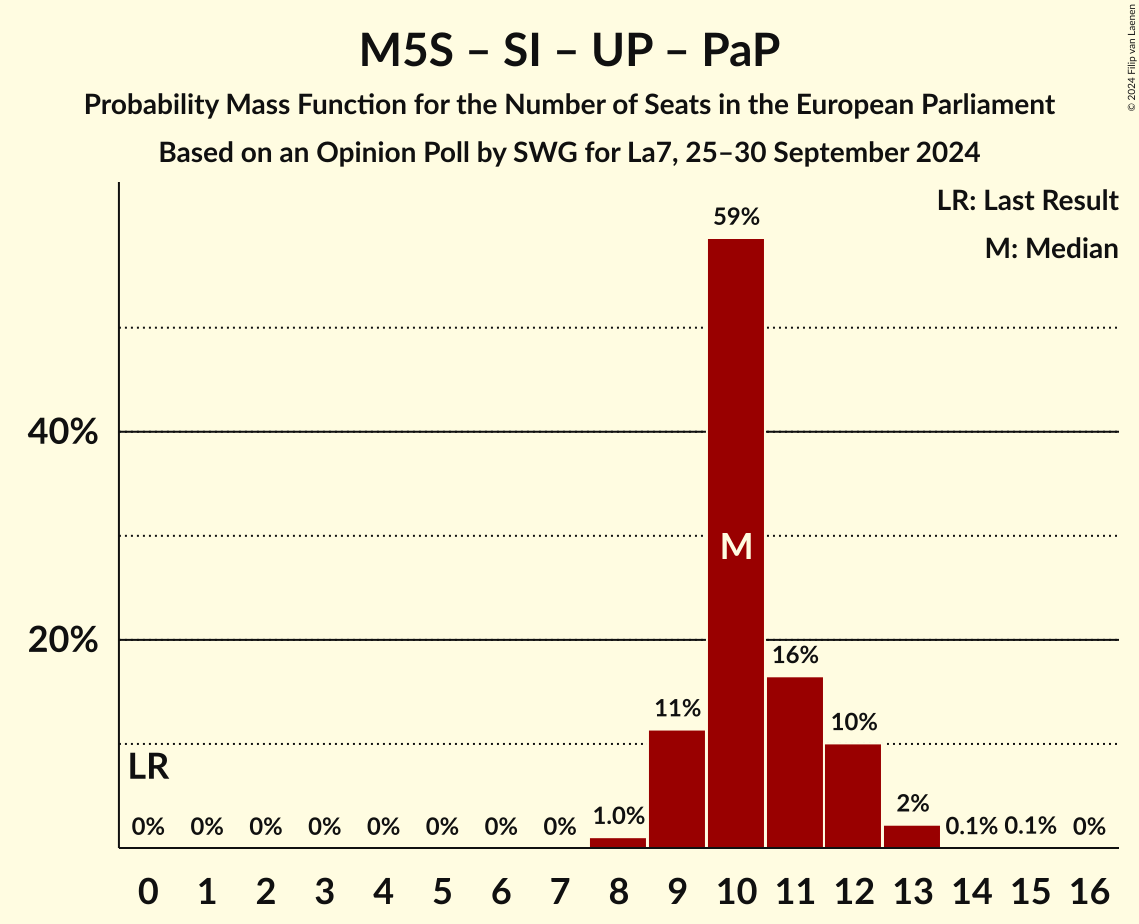 M5S – SI – UP – PaP
Probability Mass Function for the Number of Seats in the European Parliament
Based on an Opinion Poll by SWG for La7, 25–30 September 2024
© 2024 Filip van Laenen
LR: Last Result
M: Median
59%
40%
M
20%
16%
11%
10%
LR
2%
1.0%
0% 0% 0% 0% 0% 0% 0% 0% 0.1% 0.1% 0%
0 1 2 3 4 5 6 7 8 9 10 11 12 13 14 15 16